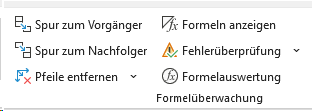 Spur zum Vorgänger
Formeln anzeigen
Spur zum Nachfolger
Fehlerüberprüfung
Pfeile entfernen
Formelauswertung
Formelüberwachung